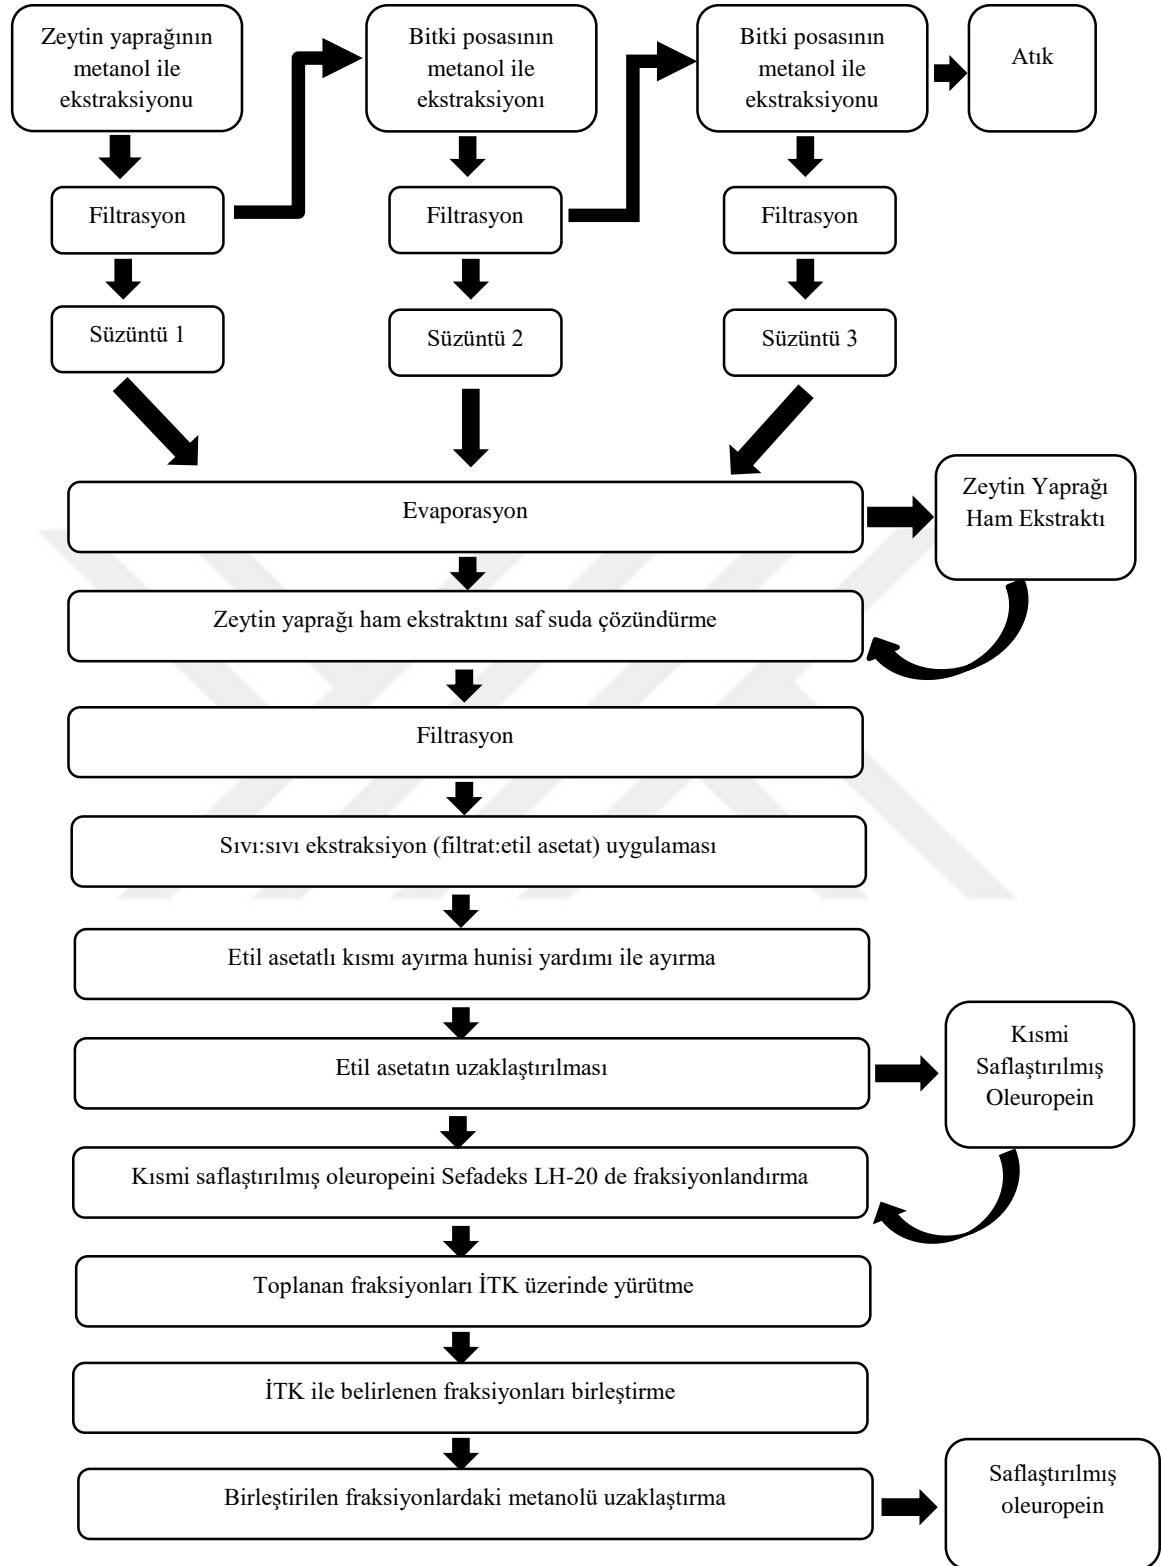 Zeytin yaprağının
metanol ile
ekstraksiyonu
Bitki posasının
metanol ile
ekstraksiyonı
Bitki posasının
metanol ile
ekstraksiyonu
Atık
Filtrasyon
Filtrasyon
Filtrasyon
Süzüntü 1
Süzüntü 2
Süzüntü 3
Evaporasyon
Zeytin Yaprağı
Ham Ekstraktı
Zeytin yaprağı ham ekstraktını saf suda çözündürme
Filtrasyon
Sıvı:sıvı ekstraksiyon (filtrat:etil asetat) uygulaması
Etil asetatlı kısmı ayırma hunisi yardımı ile ayırma
Etil asetatın uzaklaştırılması
Kısmi
Saflaştırılmış
Oleuropein
Kısmi saflaştırılmış oleuropeini Sefadeks LH-20 de fraksiyonlandırma
Toplanan fraksiyonları İTK üzerinde yürütme
İTK ile belirlenen fraksiyonları birleştirme
Birleştirilen fraksiyonlardaki metanolü uzaklaştırma
Saflaştırılmış
oleuropein